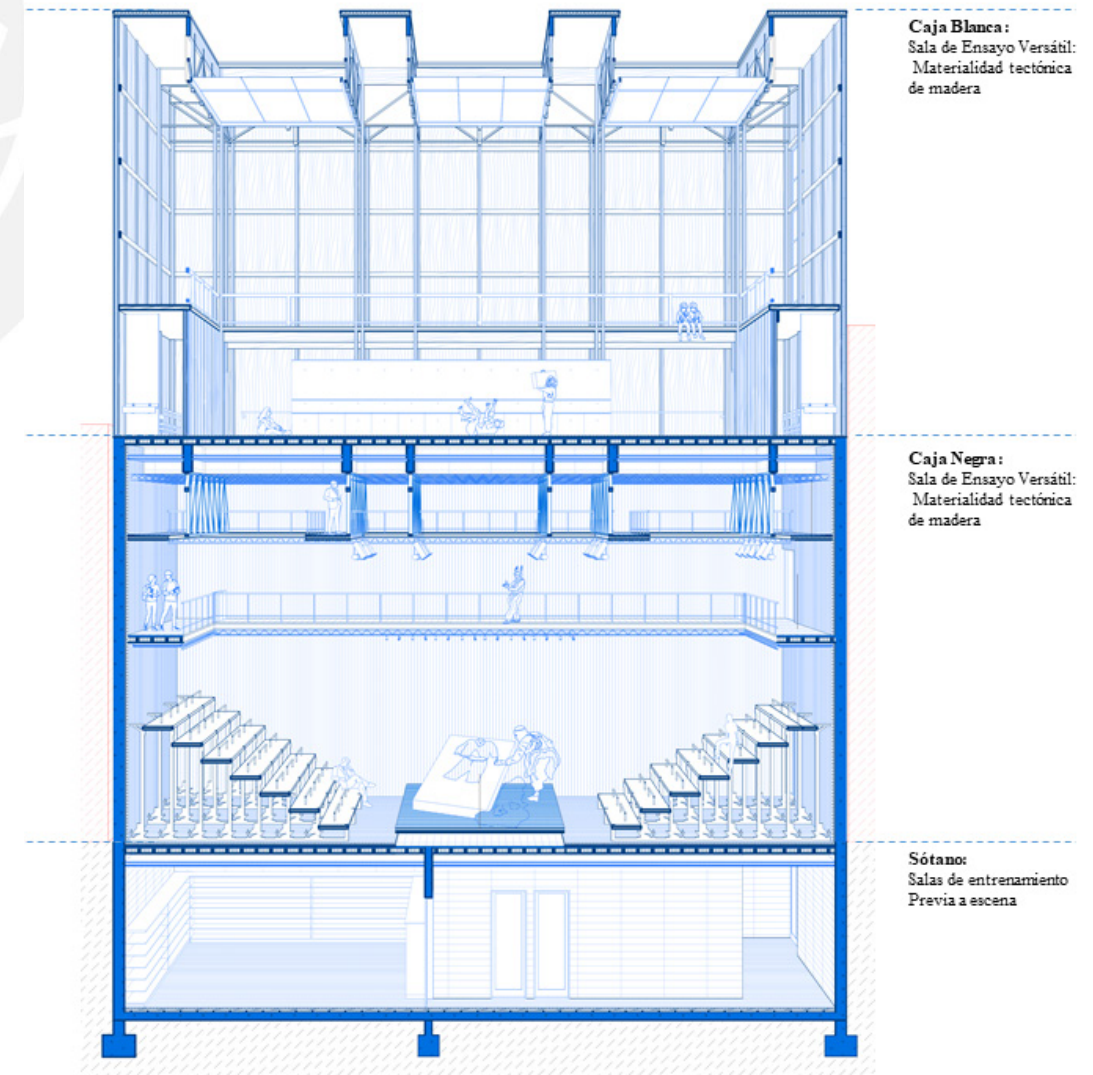 Caja Blanca:
Sala de Ensayo Versátil:
Materialidad tectónica
de madera
Caja Negra:
Sala de Ensayo Versátil:
Materialidad tectónica
de madera
Sótano:
Salas de entrenamiento
Previa a escena